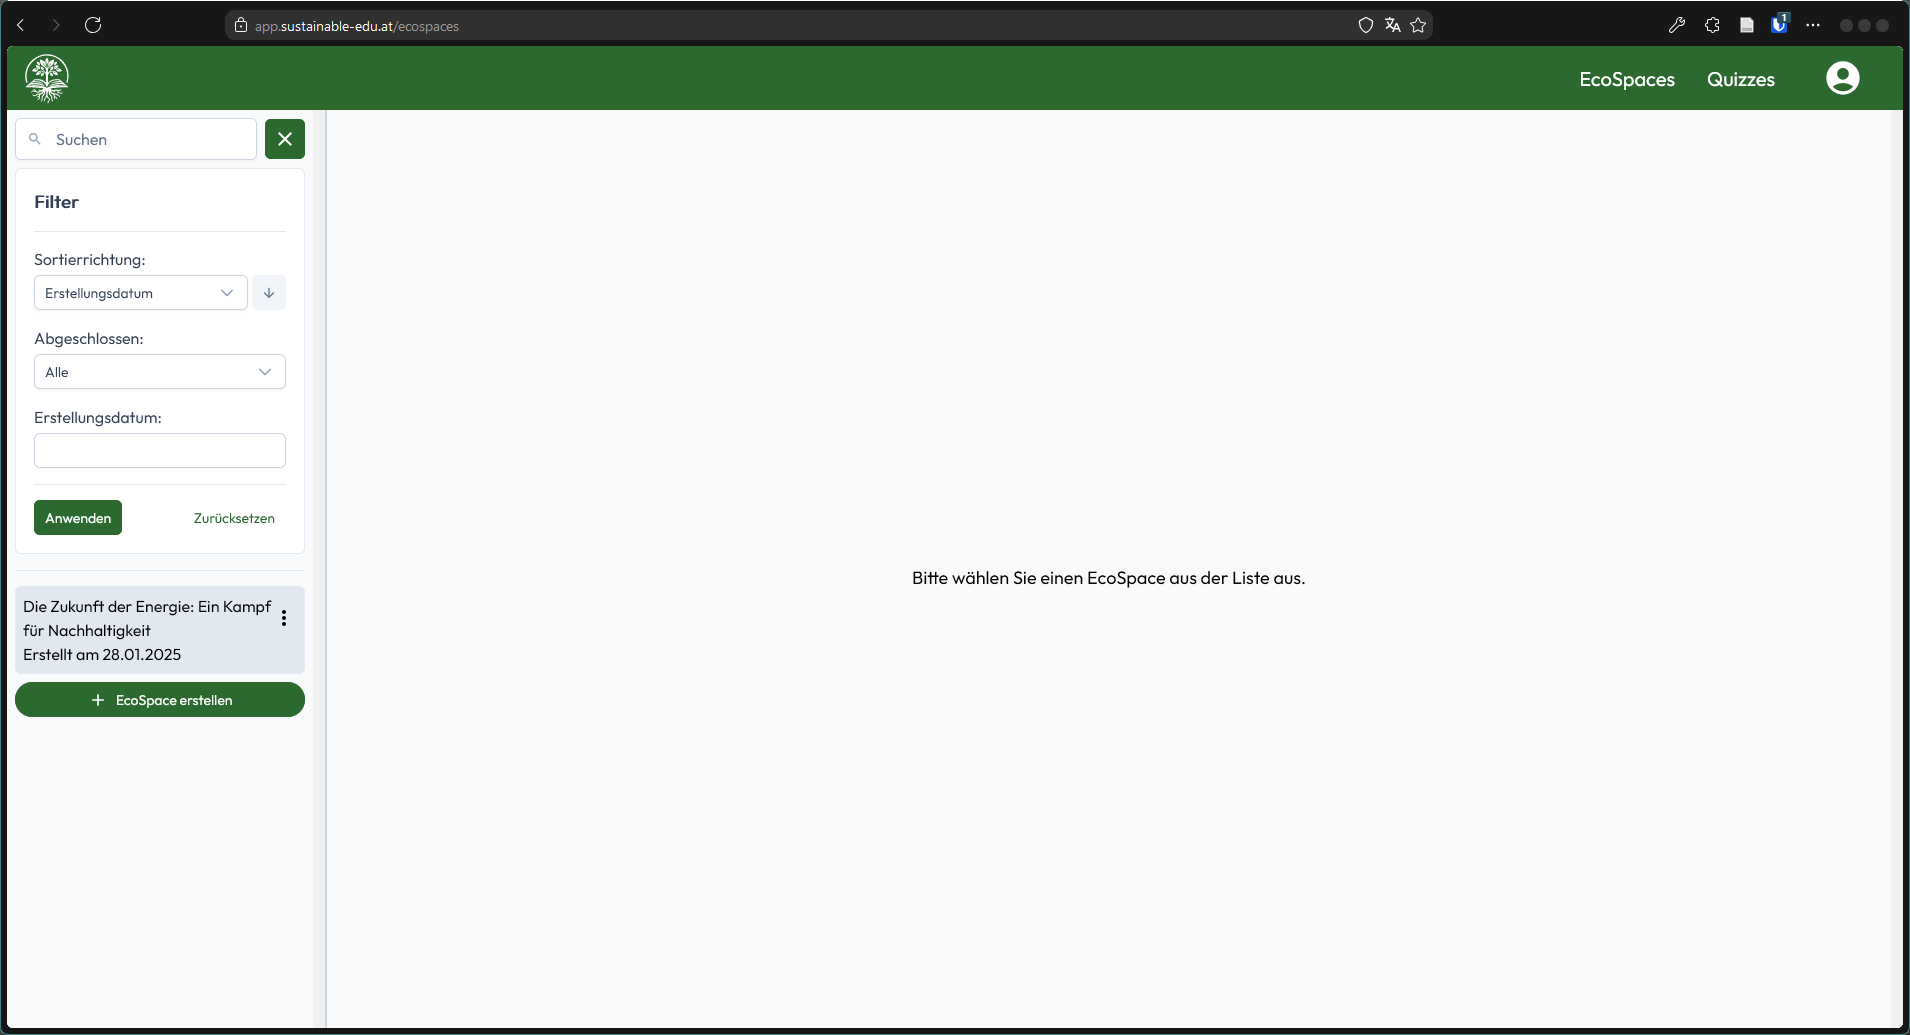 app.sustainable-edu.at/ecospaces
1
EcoSpaces
Quizzes
Suchen
Filter
Sortierrichtung:
Erstellungsdatum
Abgeschlossen:
Alle
Erstellungsdatum:
Anwenden
Zurücksetzen
Die Zukunft der Energie: Ein Kampf
für Nachhaltigkeit
Erstellt am 28.01.2025
EcoSpace erstellen
Bitte wählen Sie einen EcoSpace aus der Liste aus.